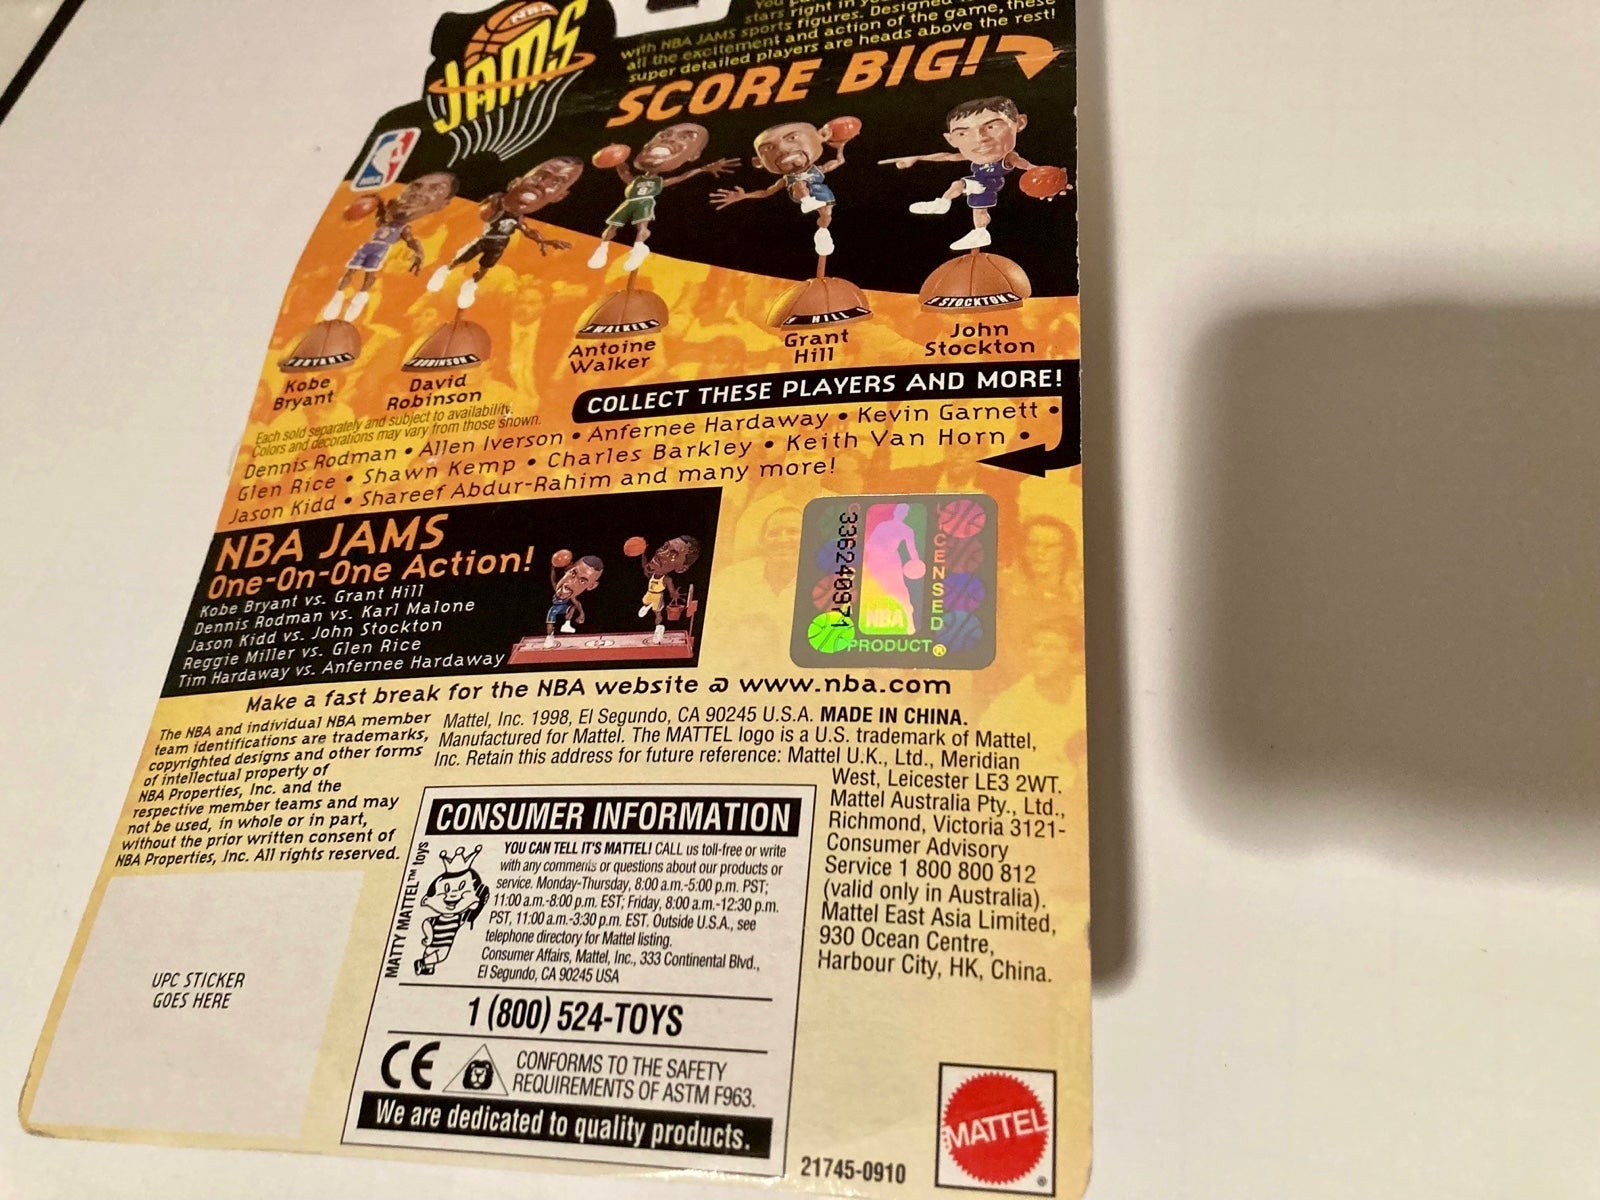 NBA
JAMS
You c
stars right in you
with NBA JAMS sports figures. Designed
all the excitement and action of the game, these
super detailed players are heads above the rest!
SCORE BIG!
NBA
BRYANT
ROBINSON
WALKER
HILL
STOCKTON
Kobe
Bryant
David
Robinson
Antoine
Walker
Grant
Hill
John
Stockton
Each sold separately and subject to availability.
Colors and decorations may vary from those shown.
COLLECT THESE PLAYERS AND MORE!
Dennis Rodman • Allen Iverson • Anfernee Hardaway • Kevin Garnett •
Glen Rice • Shawn Kemp • Charles Barkley • Keith Van Horn •
Jason Kidd • Shareef Abdur-Rahim and many more!
NBA JAMS
One-On-One Action!
Kobe Bryant vs. Grant Hill
Dennis Rodman vs. Karl Malone
Jason Kidd vs. John Stockton
Reggie Miller vs. Glen Rice
Tim Hardaway vs. Anfernee Hardaway
336240971
NBA
CENSED
PRODUCT®
Make a fast break for the NBA website @ www.nba.com
The NBA and individual NBA member
team identifications are trademarks,
copyrighted designs and other forms
of intellectual property of
NBA Properties, Inc. and the
respective member teams and may
not be used, in whole or in part,
without the prior written consent of
NBA Properties, Inc. All rights reserved.
Mattel, Inc. 1998, El Segundo, CA 90245 U.S.A. MADE IN CHINA.
Manufactured for Mattel. The MATTEL logo is a U.S. trademark of Mattel,
Inc. Retain this address for future reference: Mattel U.K., Ltd., Meridian
West, Leicester LE3 2WT.
Mattel Australia Pty., Ltd.,
Richmond, Victoria 3121-
Consumer Advisory
Service 1 800 800 812
(valid only in Australia).
Mattel East Asia Limited,
930 Ocean Centre,
Harbour City, HK, China.
CONSUMER INFORMATION
MATTY MATTEL™ toys
YOU CAN TELL IT'S MATTEL! CALL us toll-free or write
with any comments or questions about our products or
service. Monday-Thursday, 8:00 a.m.-5:00 p.m. PST;
11:00 a.m.-8:00 p.m. EST; Friday, 8:00 a.m.-12:30 p.m.
PST, 11:00 a.m.-3:30 p.m. EST. Outside U.S.A., see
telephone directory for Mattel listing.
Consumer Affairs, Mattel, Inc., 333 Continental Blvd.,
El Segundo, CA 90245 USA
1 (800) 524-TOYS
CE
CONFORMS TO THE SAFETY
REQUIREMENTS OF ASTM F963.
We are dedicated to quality products.
UPC STICKER
GOES HERE
21745-0910
MATTEL®